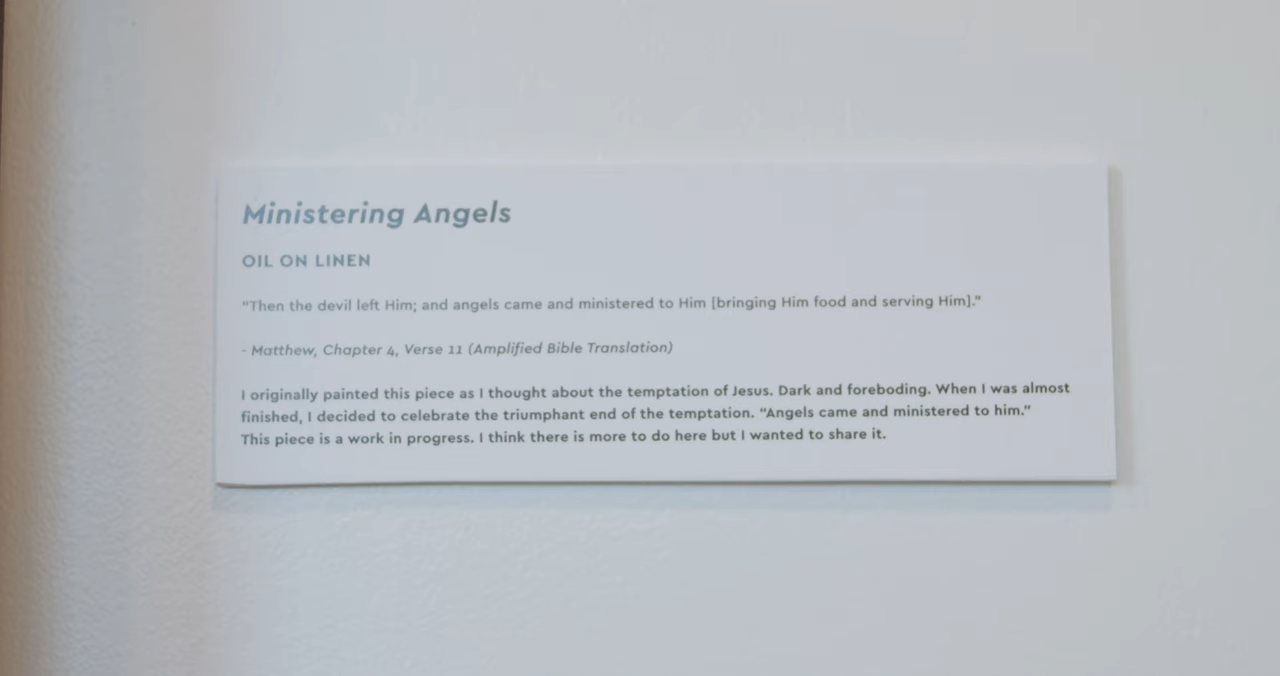 Ministering Angels
OIL ON LINEN
“Then the devil left Him; and angels came and ministered to Him [bringing Him food and serving Him].”
- Matthew, Chapter 4, Verse 11 (Amplified Bible Translation)
I originally painted this piece as I thought about the temptation of Jesus. Dark and foreboding. When I was almost
finished, I decided to celebrate the triumphant end of the temptation. “Angels came and ministered to him.”
This piece is a work in progress. I think there is more to do here but I wanted to share it.